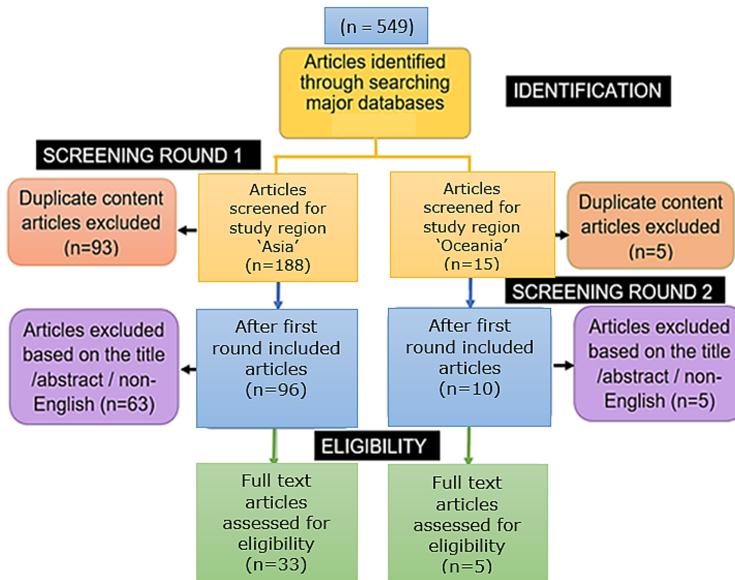 (n = 549)
Articles identified
through searching
major databases
IDENTIFICATION
SCREENING ROUND 1
Duplicate content
articles excluded
(n=93)
Articles
screened for
study region
‘Asia’
(n=188)
Articles
screened for
study region
‘Oceania’
(n=15)
Duplicate content
articles excluded
(n=5)
SCREENING ROUND 2
Articles excluded
based on the title
/abstract / non-
English (n=63)
After first
round included
articles
(n=96)
After first
round included
articles
(n=10)
Articles excluded
based on the title
/abstract / non-
English (n=5)
ELIGIBILITY
Full text
articles
assessed for
eligibility
(n=33)
Full text
articles
assessed for
eligibility
(n=5)